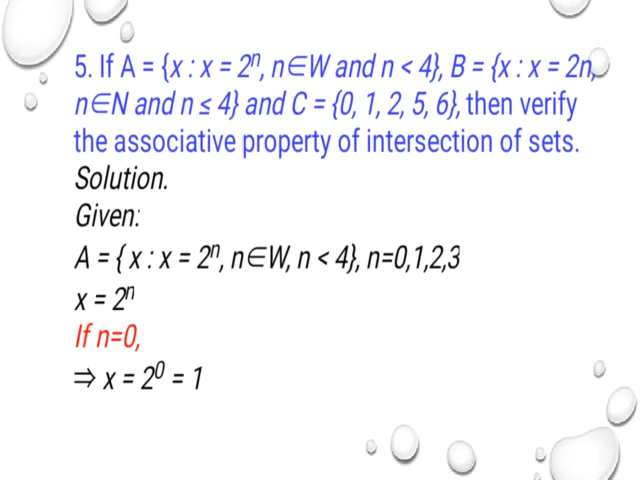 5. If A = {x : x = 2ⁿ, n∈W and n < 4}, B = {x : x = 2n,
n∈N and n ≤ 4} and C = {0, 1, 2, 5, 6}, then verify
the associative property of intersection of sets.
Solution.
Given:
A = { x : x = 2ⁿ, n∈W, n < 4}, n=0,1,2,3
x = 2ⁿ
If n=0,
⇒ x = 2⁰ = 1